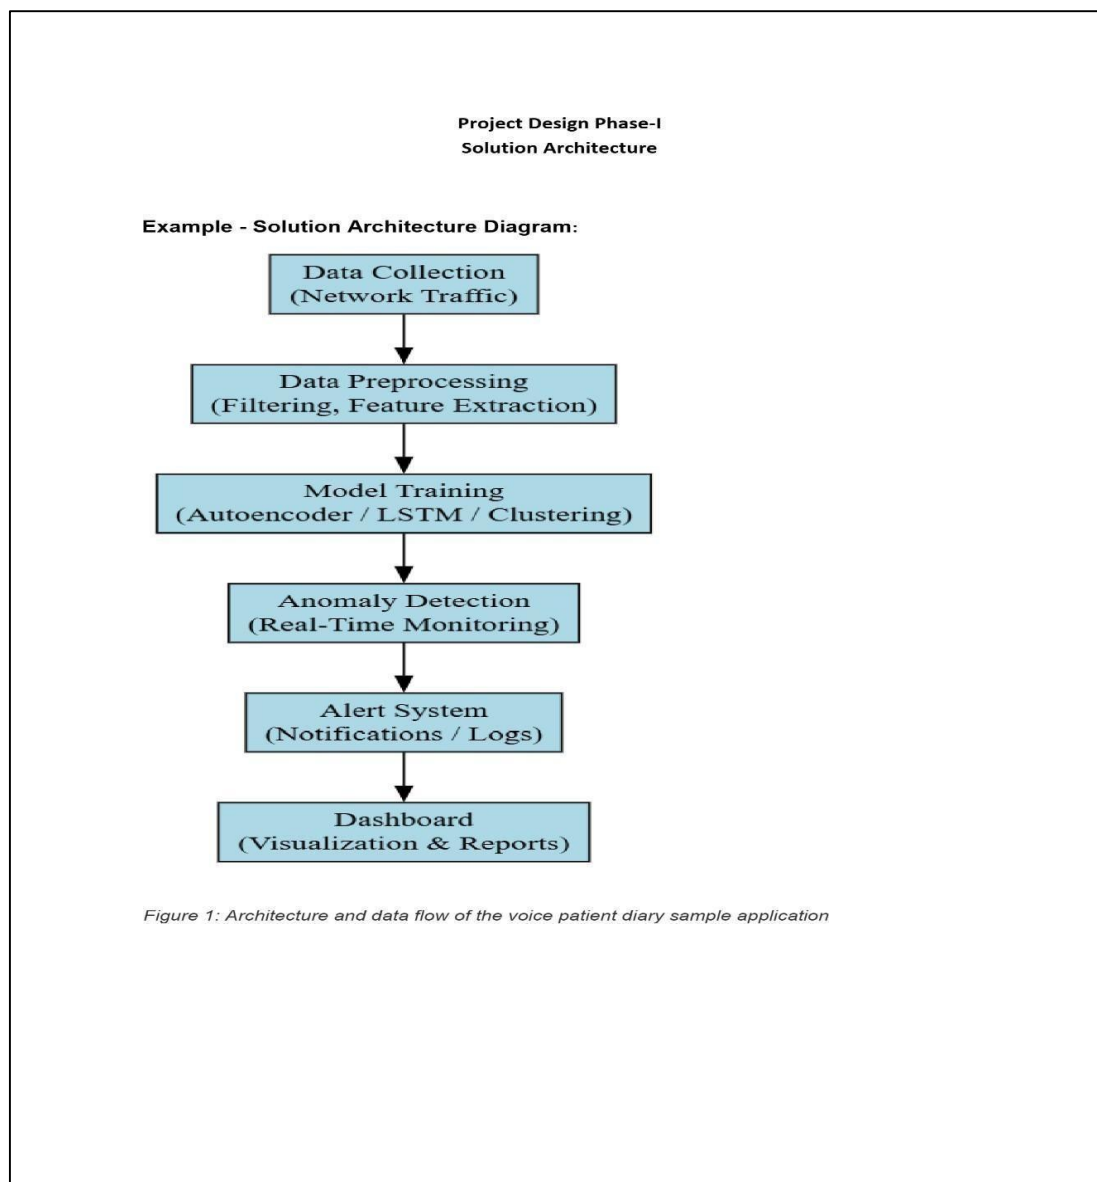 Project Design Phase-I
Solution Architecture
Example - Solution Architecture Diagram:
Data Collection
(Network Traffic)
Data Preprocessing
(Filtering, Feature Extraction)
Model Training
(Autoencoder / LSTM / Clustering)
Anomaly Detection
(Real-Time Monitoring)
Alert System
(Notifications / Logs)
Dashboard
(Visualization & Reports)
Figure 1: Architecture and data flow of the voice patient diary sample application